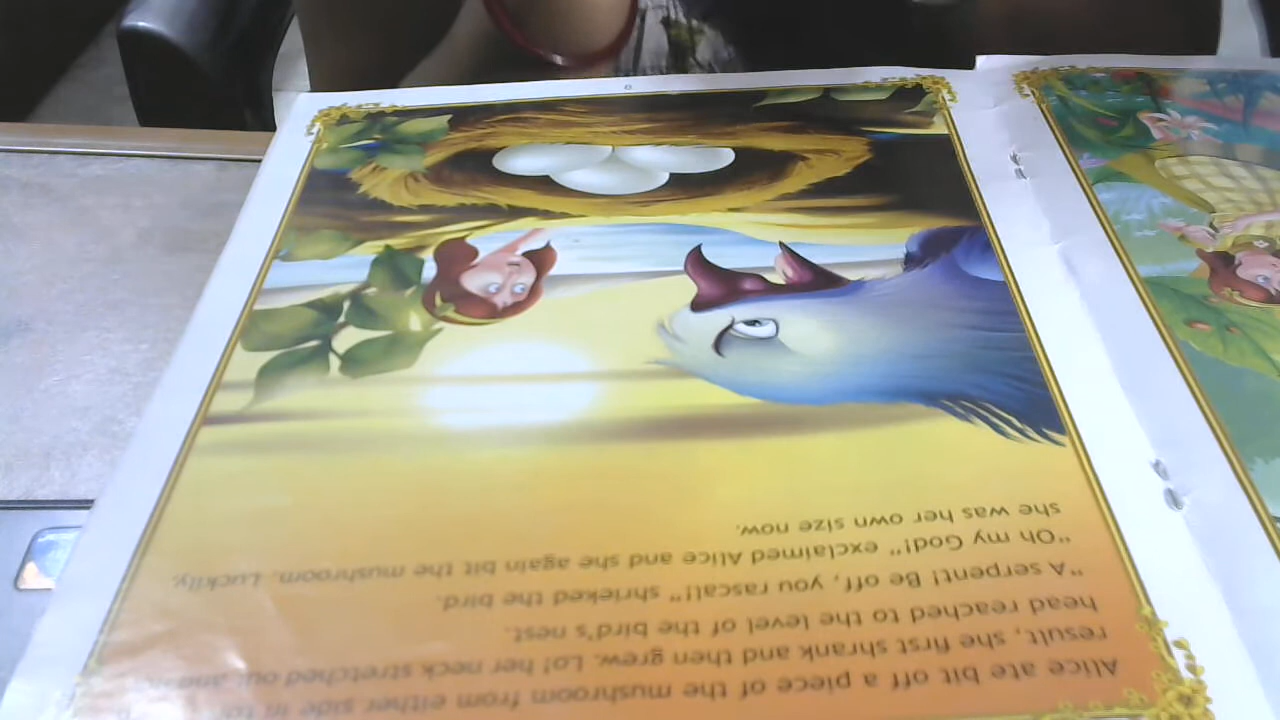 Alice ate bit off a piece of the mushroom from either side
result, she first shrank and then grew. Lo! her neck stretched out and
head reached to the level of the bird's nest.
"A serpent! Be off, you rascal!" shrieked the bird.
"Oh my God!" exclaimed Alice and she again bit the mushroom. Luckily,
she was her own size now.